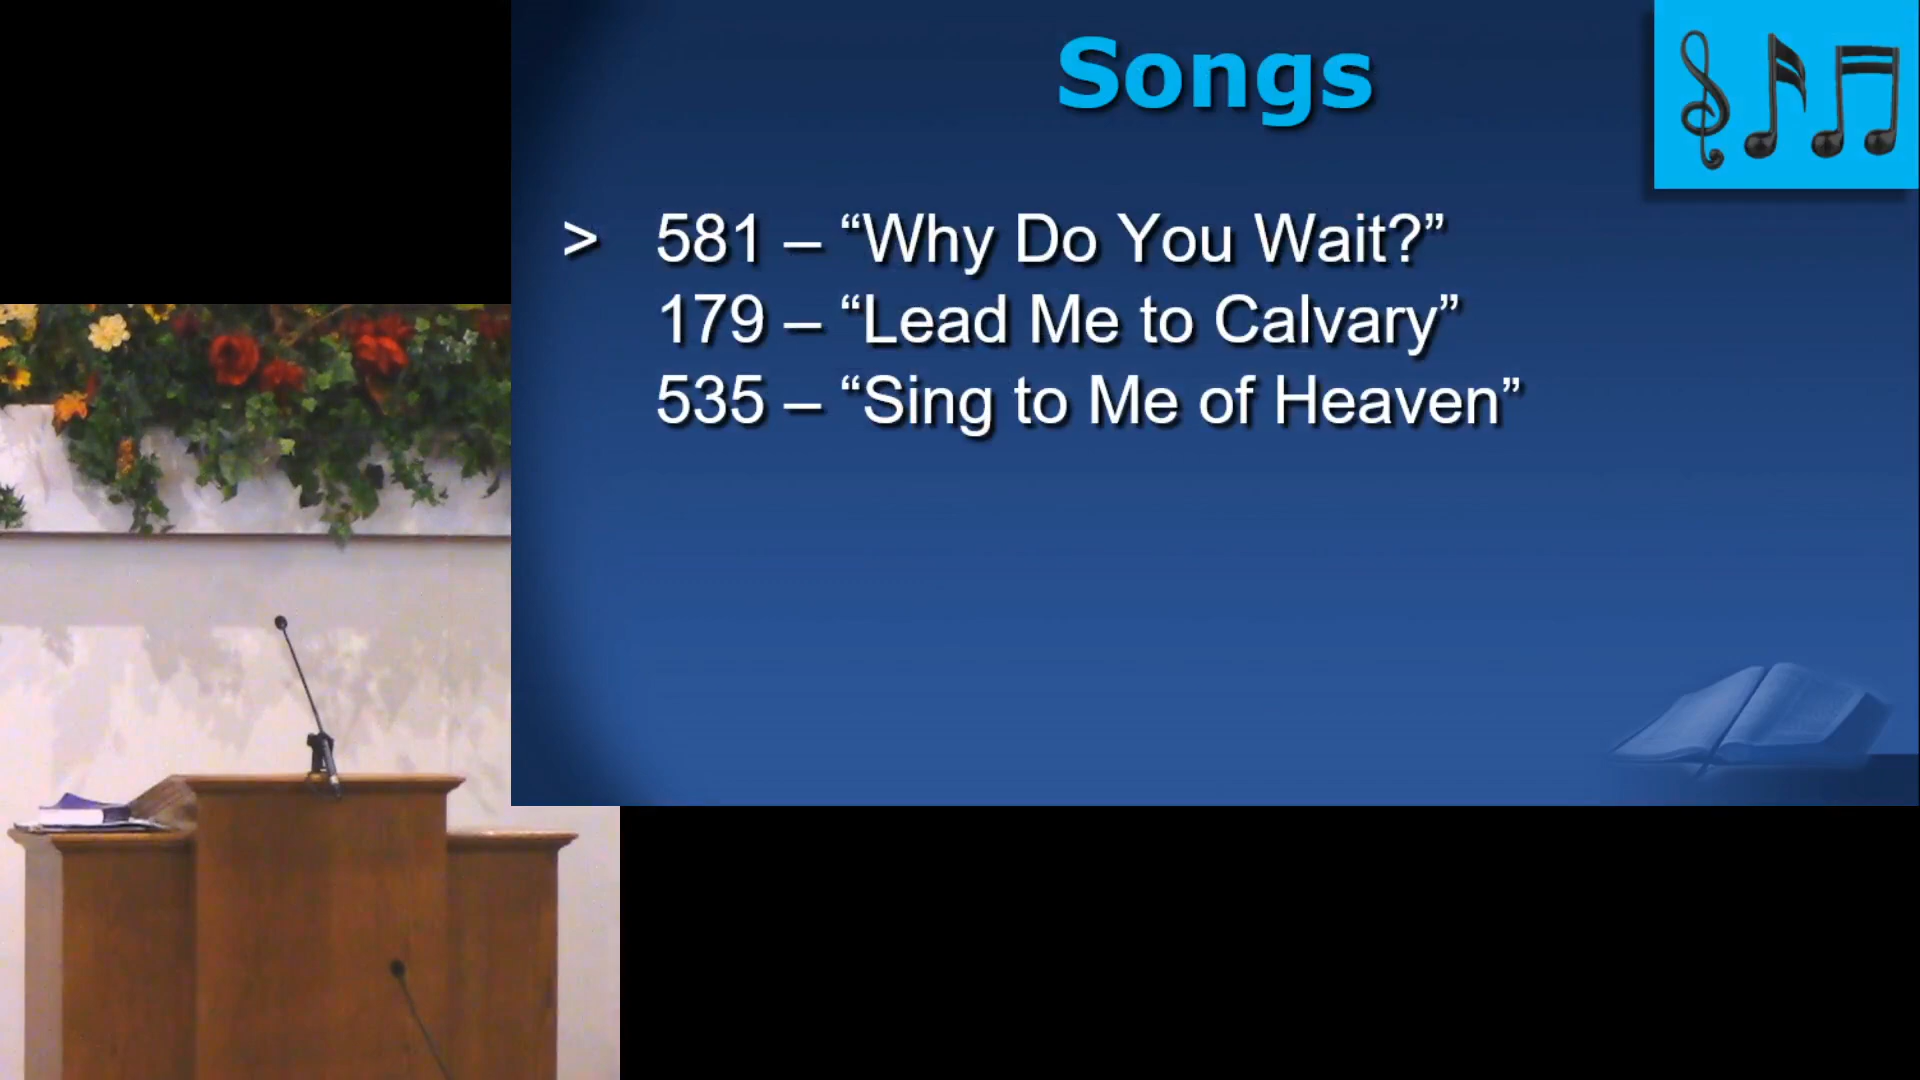 Songs
> 581 – “Why Do You Wait?”
179 – “Lead Me to Calvary”
535 – “Sing to Me of Heaven”